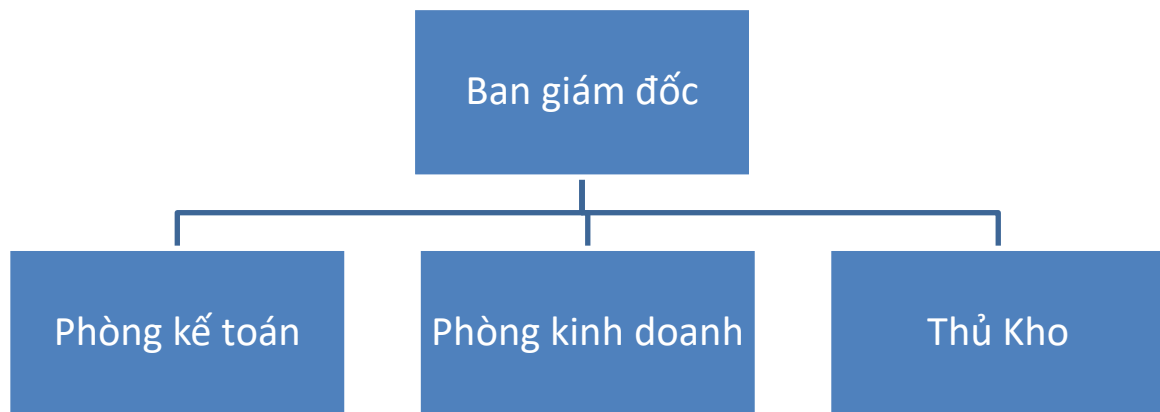 Ban giám đốc
Phòng kế toán
Phòng kinh doanh
Thủ Kho